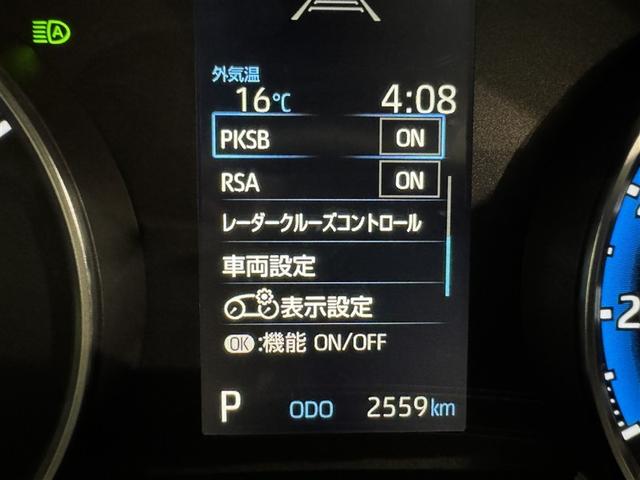 外気温
16℃ 4:08
PKSB ON
RSA ON
レーダークルーズコントロール
車両設定
表示設定
OK:機能 ON/OFF
P ODO 2559km
2
A